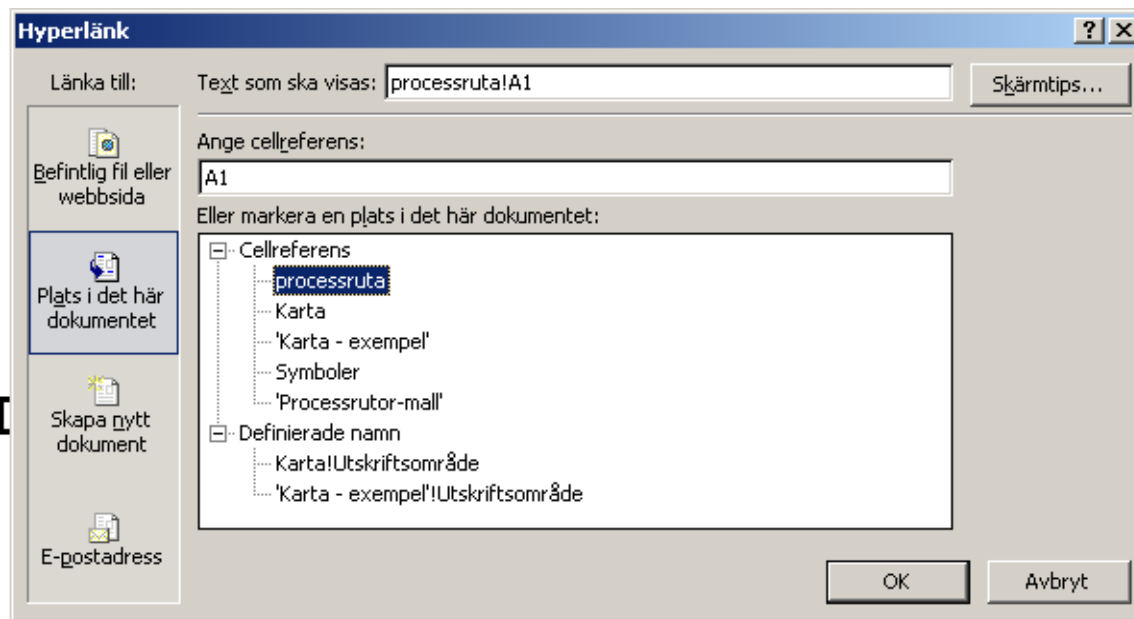 Hyperlänk
Länka till:
Text som ska visas: processruta!A1
Skärmtips...
Befintlig fil eller
webbsida
Plats i det här
dokumentet
Skapa nytt
dokument
E-postadress
Ange cellreferens:
A1
Eller markera en plats i det här dokumentet:
Cellreferens
processruta
Karta
'Karta - exempel'
Symboler
'Processrutor-mall'
Definierade namn
Karta!Utskriftsområde
'Karta - exempel'!Utskriftsområde
OK
Avbryt